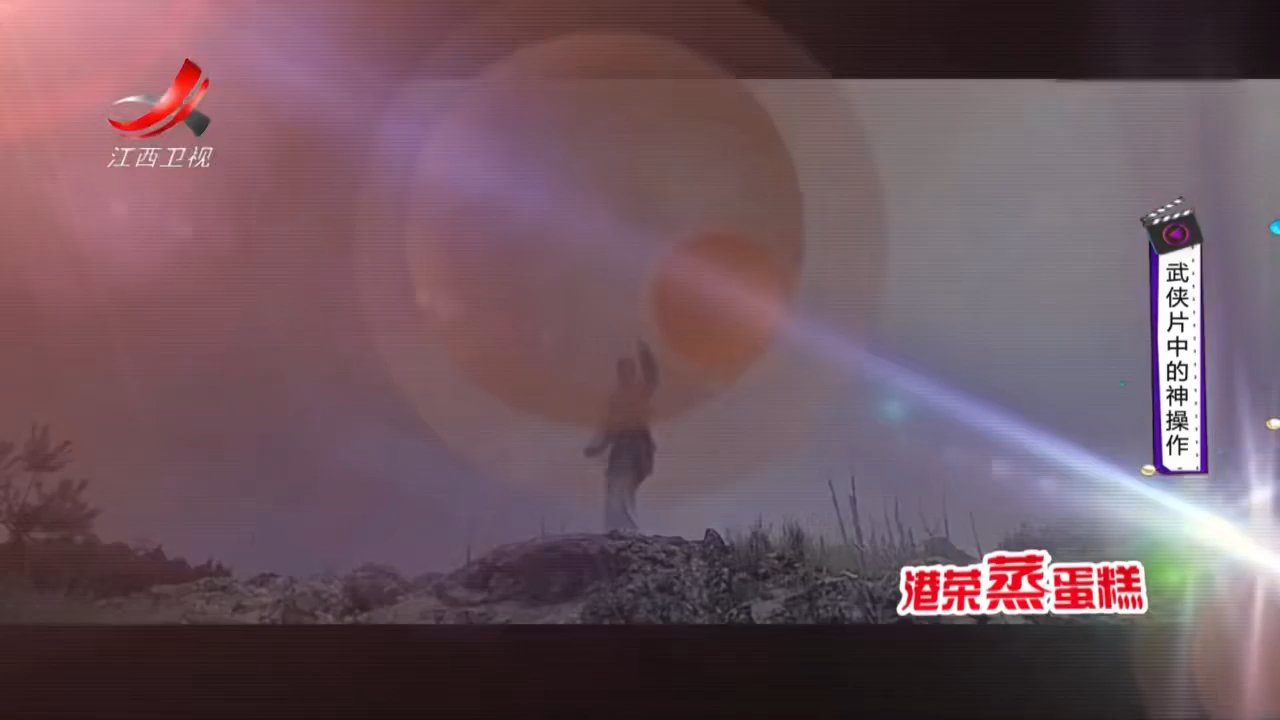 江西卫视
武侠片中的神操作
港荣蒸蛋糕